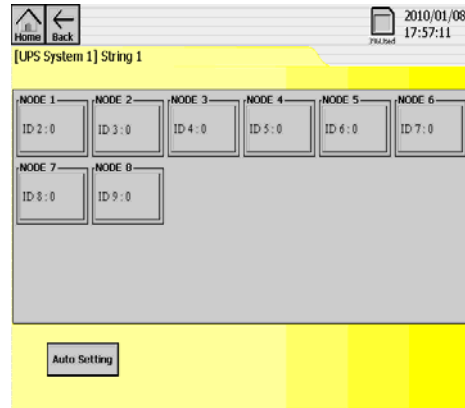 2010/01/08
Home Back
17:57:11
[UPS System 1] String 1
NODE 1 NODE 2 NODE 3 NODE 4 NODE 5 NODE 6
ID 2 : 0 ID 3 : 0 ID 4 : 0 ID 5 : 0 ID 6 : 0 ID 7 : 0
NODE 7 NODE 8
ID 8 : 0 ID 9 : 0
Auto Setting